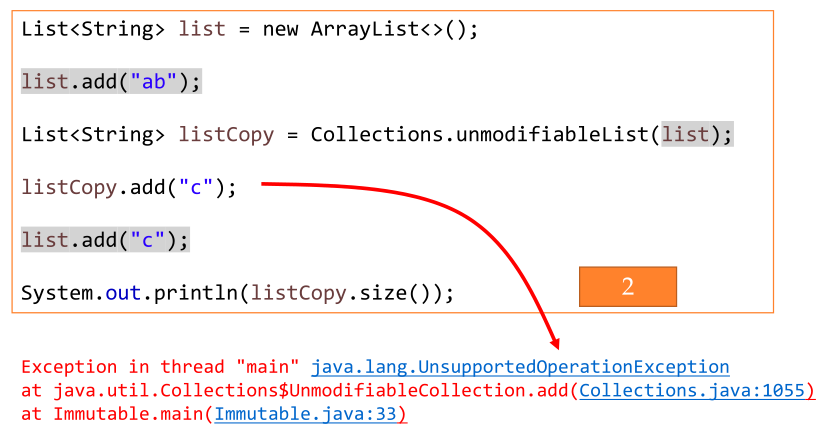 List<String> list = new ArrayList<>();
list.add("ab");
List<String> listCopy = Collections.unmodifiableList(list);
listCopy.add("c");
list.add("c");
System.out.println(listCopy.size());
2
Exception in thread "main" java.lang.UnsupportedOperationException
at java.util.Collections$UnmodifiableCollection.add(Collections.java:1055)
at Immutable.main(Immutable.java:33)